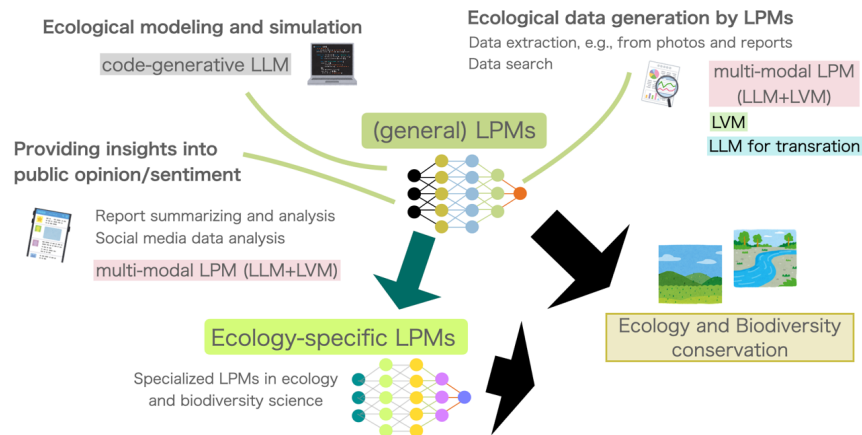 Ecological modeling and simulation
code-generative LLM
Ecological data generation by LPMs
Data extraction, e.g., from photos and reports
Data search
multi-modal LPM
(LLM+LVM)
LVM
LLM for transration
(general) LPMs
Providing insights into
public opinion/sentiment
Report summarizing and analysis
Social media data analysis
multi-modal LPM (LLM+LVM)
Ecology-specific LPMs
Specialized LPMs in ecology
and biodiversity science
Ecology and Biodiversity
conservation